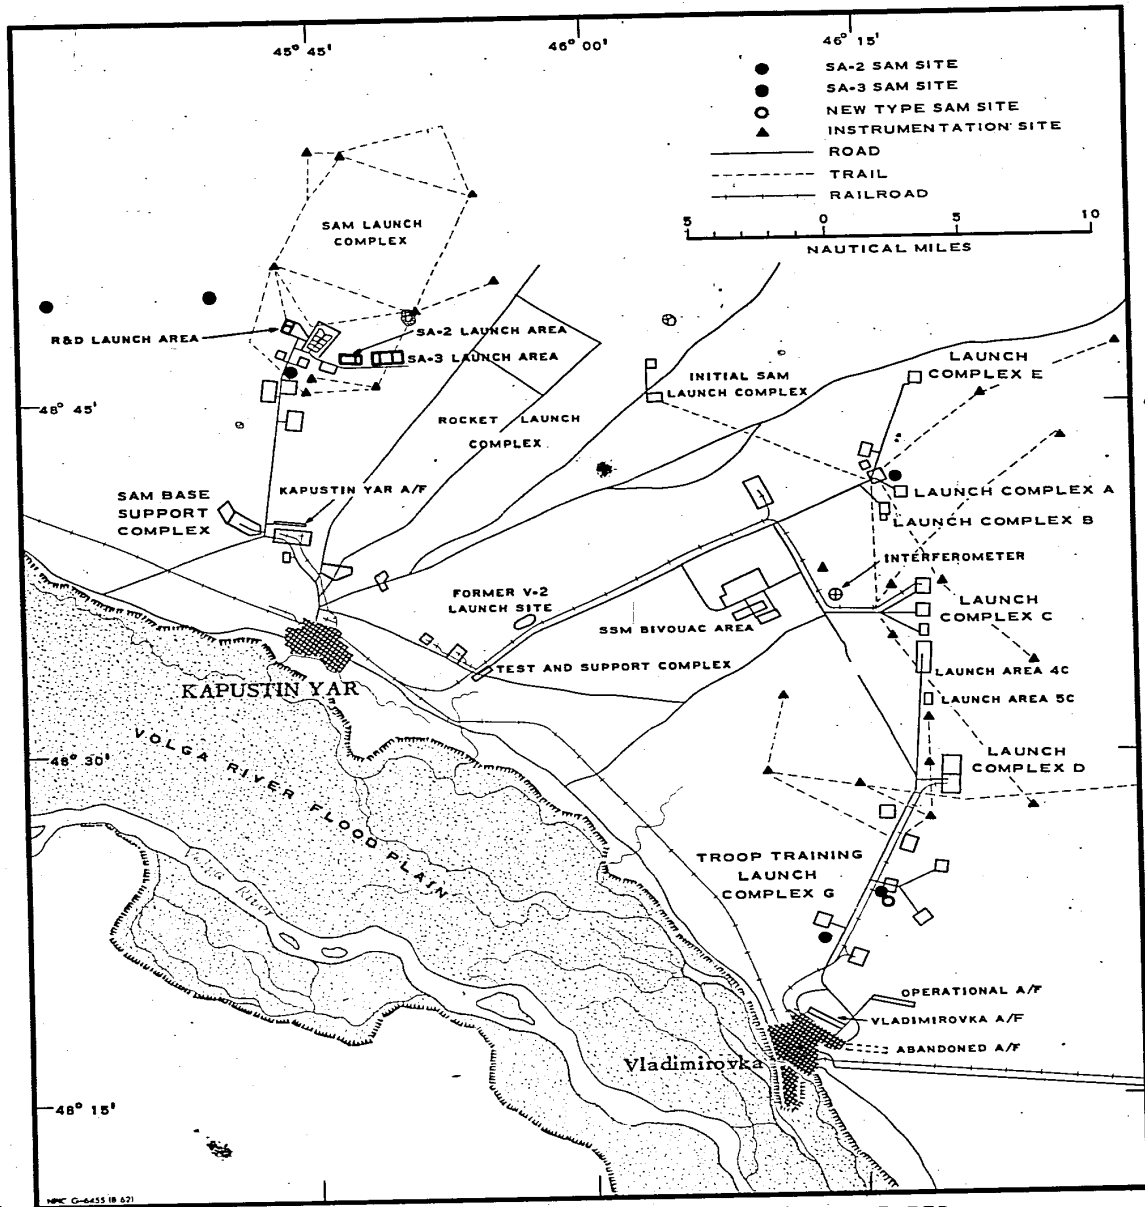 45° 45'
46° 00'
46° 15'
SA-2 SAM SITE
SA-3 SAM SITE
NEW TYPE SAM SITE
INSTRUMENTATION SITE
ROAD
TRAIL
RAILROAD
5 0 5 10
NAUTICAL MILES
SAM LAUNCH
COMPLEX
R&D LAUNCH AREA
SA-2 LAUNCH AREA
SA-3 LAUNCH AREA
INITIAL SAM
LAUNCH COMPLEX
LAUNCH
COMPLEX E
48° 45'
ROCKET LAUNCH
COMPLEX
SAM BASE
SUPPORT
COMPLEX
KAPUSTIN YAR A/F
LAUNCH COMPLEX A
LAUNCH COMPLEX B
INTERFEROMETER
FORMER V-2
LAUNCH SITE
SSM BIVOUAC AREA
LAUNCH
COMPLEX C
TEST AND SUPPORT COMPLEX
LAUNCH AREA 4C
KAPUSTIN YAR
LAUNCH AREA 5C
VOLGA RIVER FLOOD PLAIN
48° 30'
LAUNCH
COMPLEX D
Volga River
TROOP TRAINING
LAUNCH
COMPLEX G
OPERATIONAL A/F
VLADIMIROVKA A/F
ABANDONED A/F
Vladimirovka
48° 15'
NPIC G-6455 (8 62)